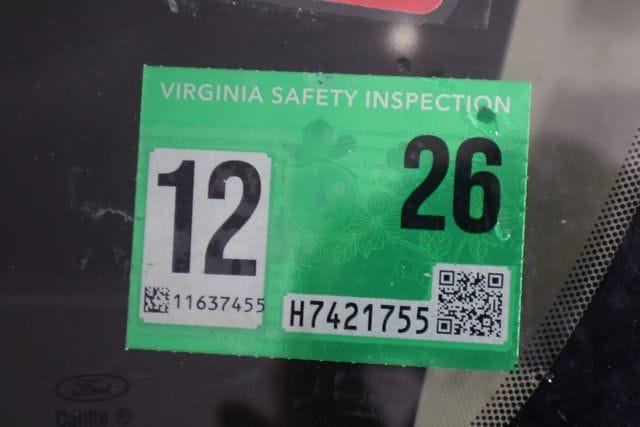 VIRGINIA SAFETY INSPECTION
12
26
11637455
H7421755
Ford
Carlite ®